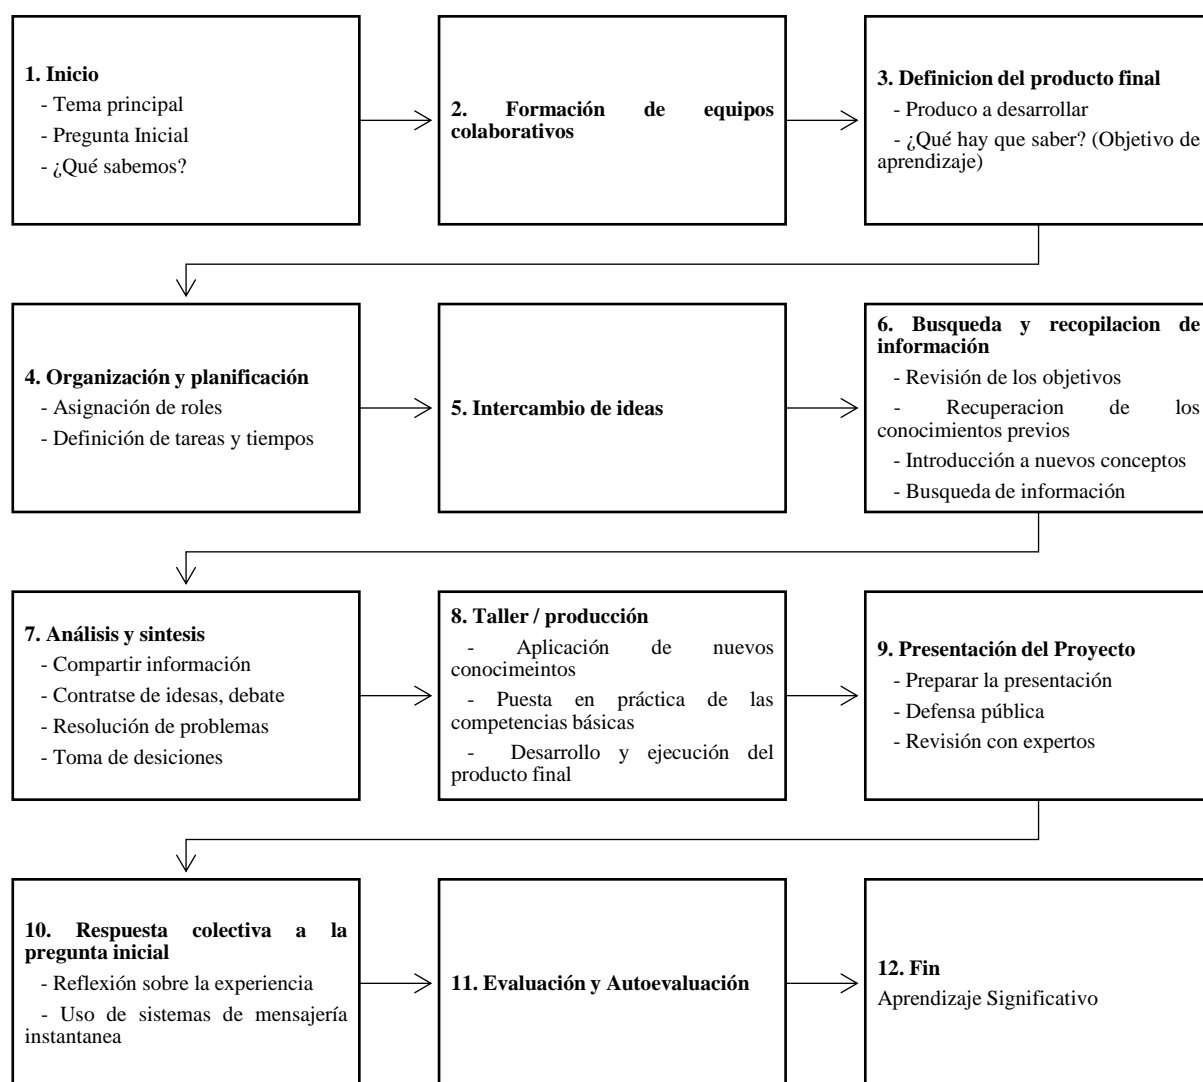 1. Inicio
- Tema principal
- Pregunta Inicial
- ¿Qué sabemos?
2. Formación de equipos
colaborativos
3. Definicion del producto final
- Produco a desarrollar
- ¿Qué hay que saber? (Objetivo de
aprendizaje)
4. Organización y planificación
- Asignación de roles
- Definición de tareas y tiempos
5. Intercambio de ideas
6. Busqueda y recopilacion de
información
- Revisión de los objetivos
- Recuperacion de los
conocimientos previos
- Introducción a nuevos conceptos
- Busqueda de información
7. Análisis y sintesis
- Compartir información
- Contratse de idesas, debate
- Resolución de problemas
- Toma de desiciones
8. Taller / producción
- Aplicación de nuevos
conocimeintos
- Puesta en práctica de las
competencias básicas
- Desarrollo y ejecución del
producto final
9. Presentación del Proyecto
- Preparar la presentación
- Defensa pública
- Revisión con expertos
10. Respuesta colectiva a la
pregunta inicial
- Reflexión sobre la experiencia
- Uso de sistemas de mensajería
instantanea
11. Evaluación y Autoevaluación
12. Fin
Aprendizaje Significativo